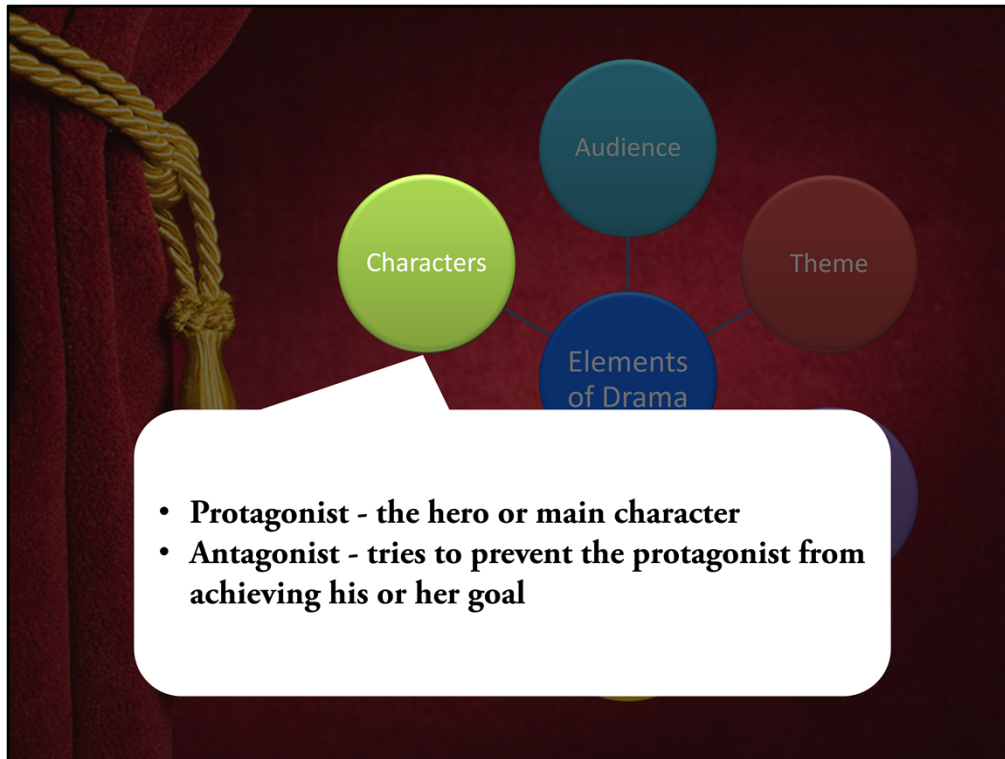 Audience
Characters
Theme
Elements
of Drama
• Protagonist - the hero or main character
• Antagonist - tries to prevent the protagonist from
achieving his or her goal